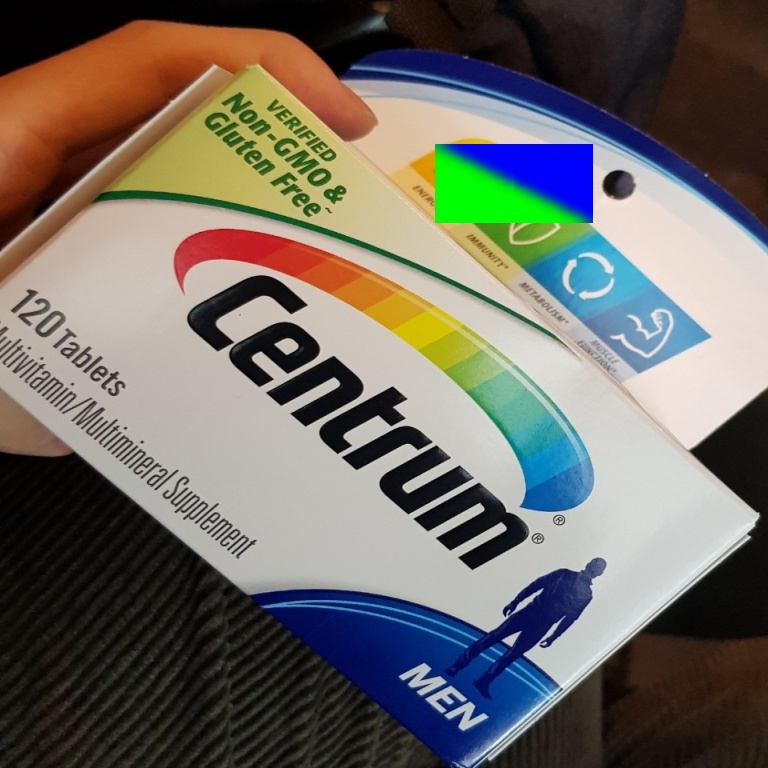 VERIFIED
Non-GMO &
Gluten Free~
Centrum®
®
120 Tablets
Multivitamin/Multimineral Supplement
MEN
IMMUNITY*
METABOLISM*
MUSCLE
FUNCTION*